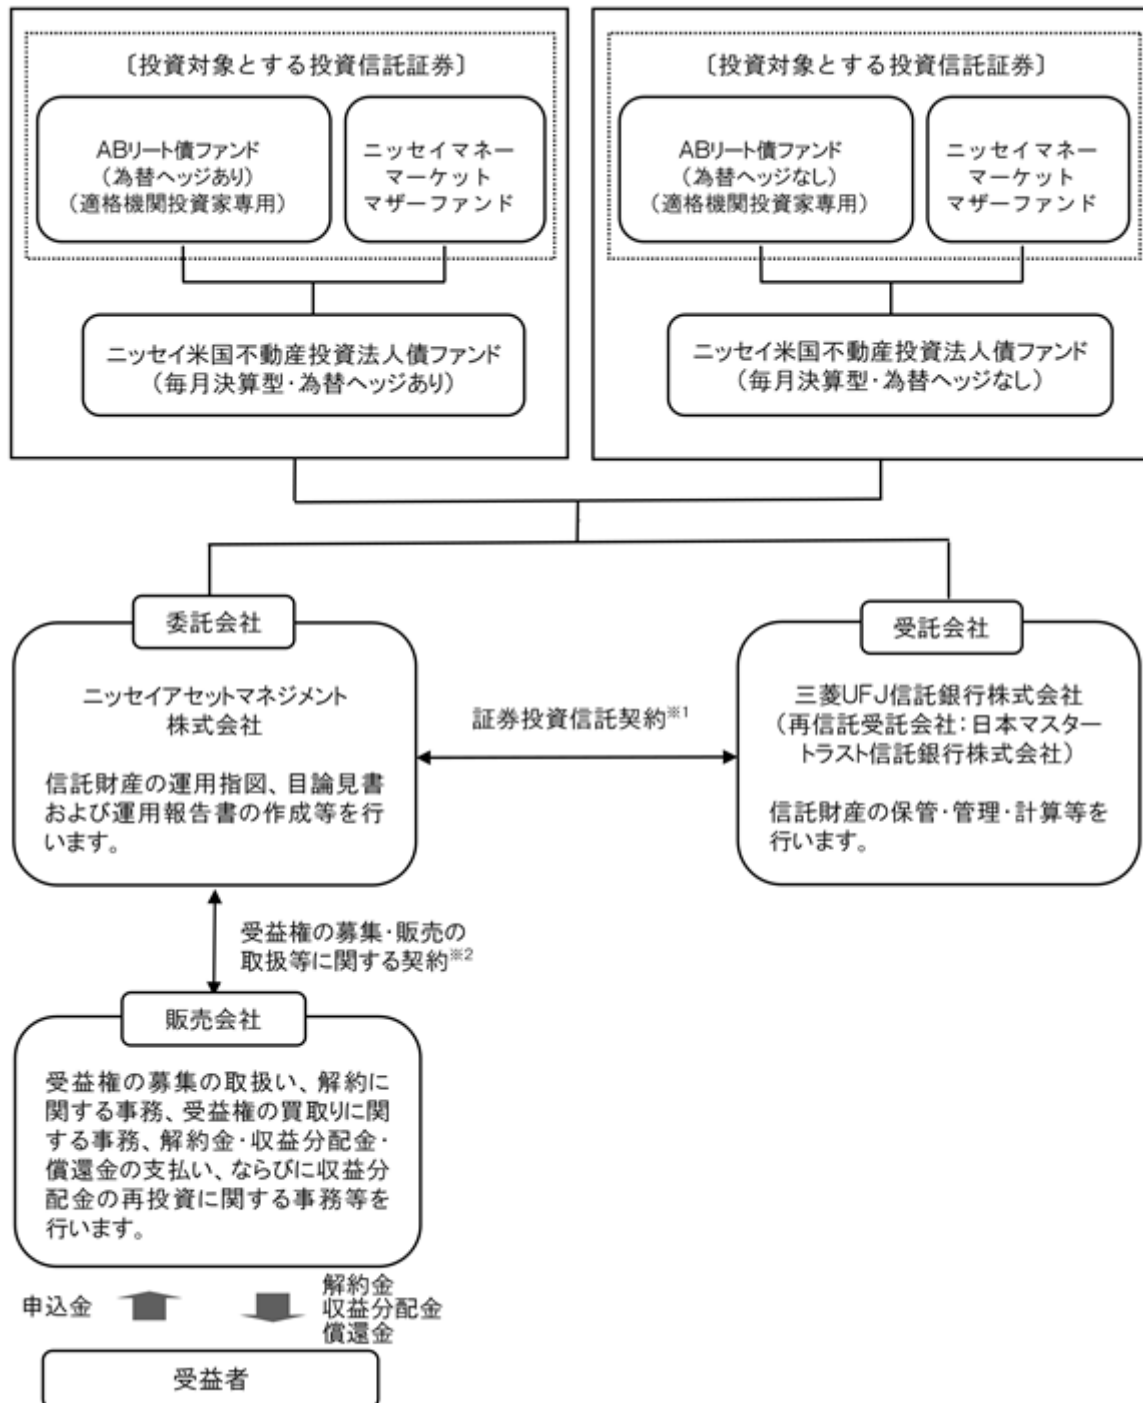 〔投資対象とする投資信託証券〕
ABリート債ファンド
(為替ヘッジあり)
(適格機関投資家専用)
ニッセイマネー
マーケット
マザーファンド
ニッセイ米国不動産投資法人債ファンド
(毎月決算型・為替ヘッジあり)
〔投資対象とする投資信託証券〕
ABリート債ファンド
(為替ヘッジなし)
(適格機関投資家専用)
ニッセイマネー
マーケット
マザーファンド
ニッセイ米国不動産投資法人債ファンド
(毎月決算型・為替ヘッジなし)
委託会社
ニッセイアセットマネジメント
株式会社
信託財産の運用指図、目論見書
および運用報告書の作成等を行
います。
証券投資信託契約※1
受託会社
三菱UFJ信託銀行株式会社
(再信託受託会社:日本マスター
トラスト信託銀行株式会社)
信託財産の保管・管理・計算等を
行います。
受益権の募集・販売の
取扱等に関する契約※2
販売会社
受益権の募集の取扱い、解約に
関する事務、受益権の買取りに関
する事務、解約金・収益分配金・
償還金の支払い、ならびに収益分
配金の再投資に関する事務等を
行います。
申込金
解約金
収益分配金
償還金
受益者